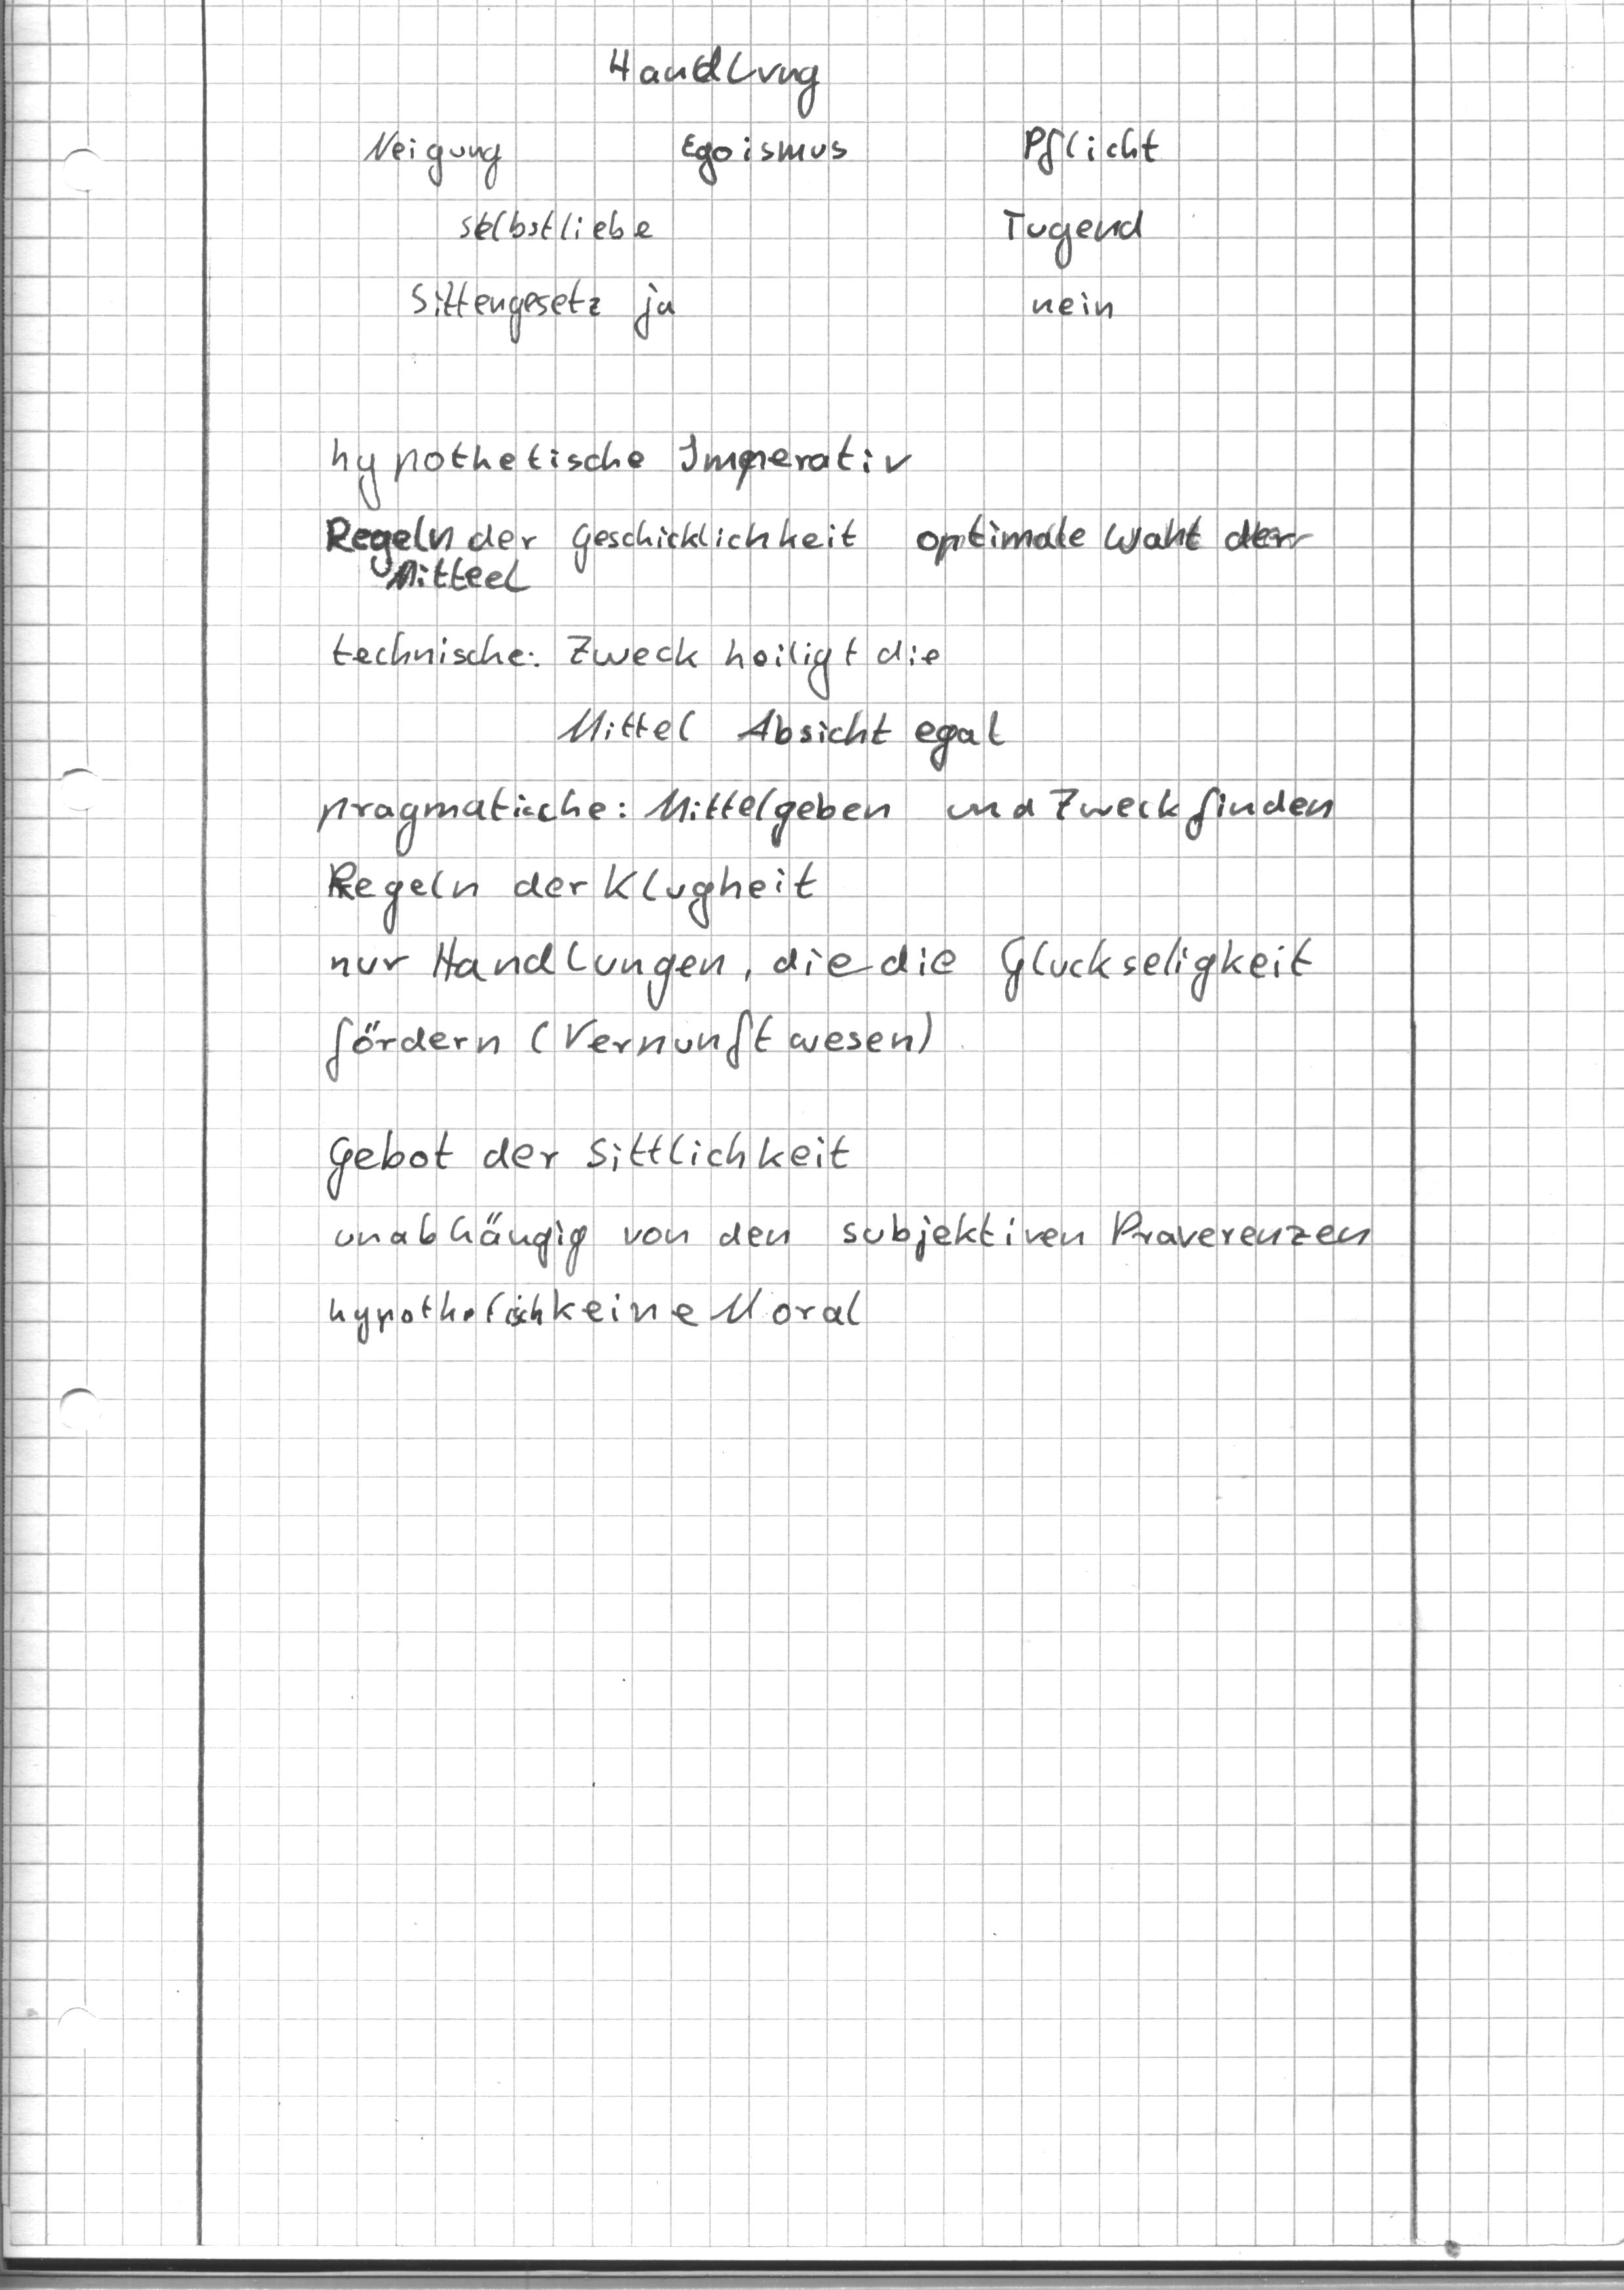 Handlung
Neigung Egoismus Pflicht
selbstliebe Tugend
Sittengesetz ja nein
hypothetische Imperativ
Regeln der Geschicklichkeit optimale Wahl der
Mittel
technische: Zweck heiligt die
Mittel Absicht egal
pragmatische: Mittelgeben und Zweck finden
Regeln der Klugheit
nur Handlungen, die die Gluckseligkeit
fördern (Vernunftwesen)
Gebot der Sittlichkeit
unabhängig von den subjektiven Praverenzen
hypothetisch keine Moral